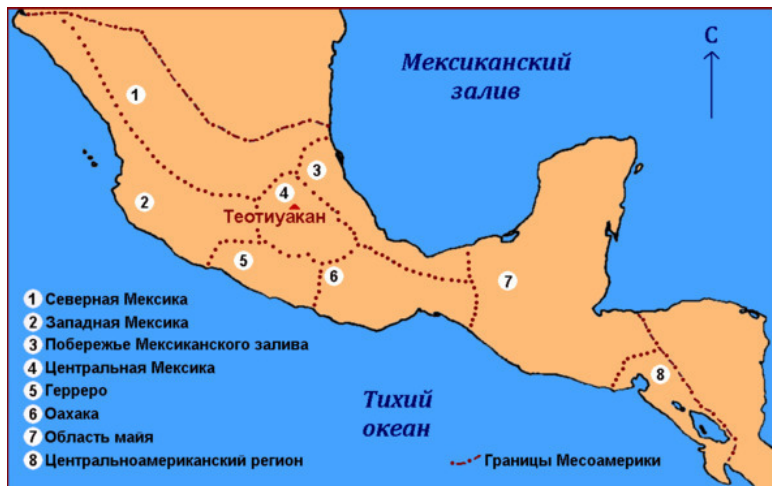 С
Мексиканский
залив
1
3
4
2
Теотиуакан
5
6
7
8
1 Северная Мексика
2 Западная Мексика
3 Побережье Мексиканского залива
4 Центральная Мексика
5 Герреро
6 Оахака
7 Область майя
8 Центральноамериканский регион
Тихий
океан
Границы Месоамерики